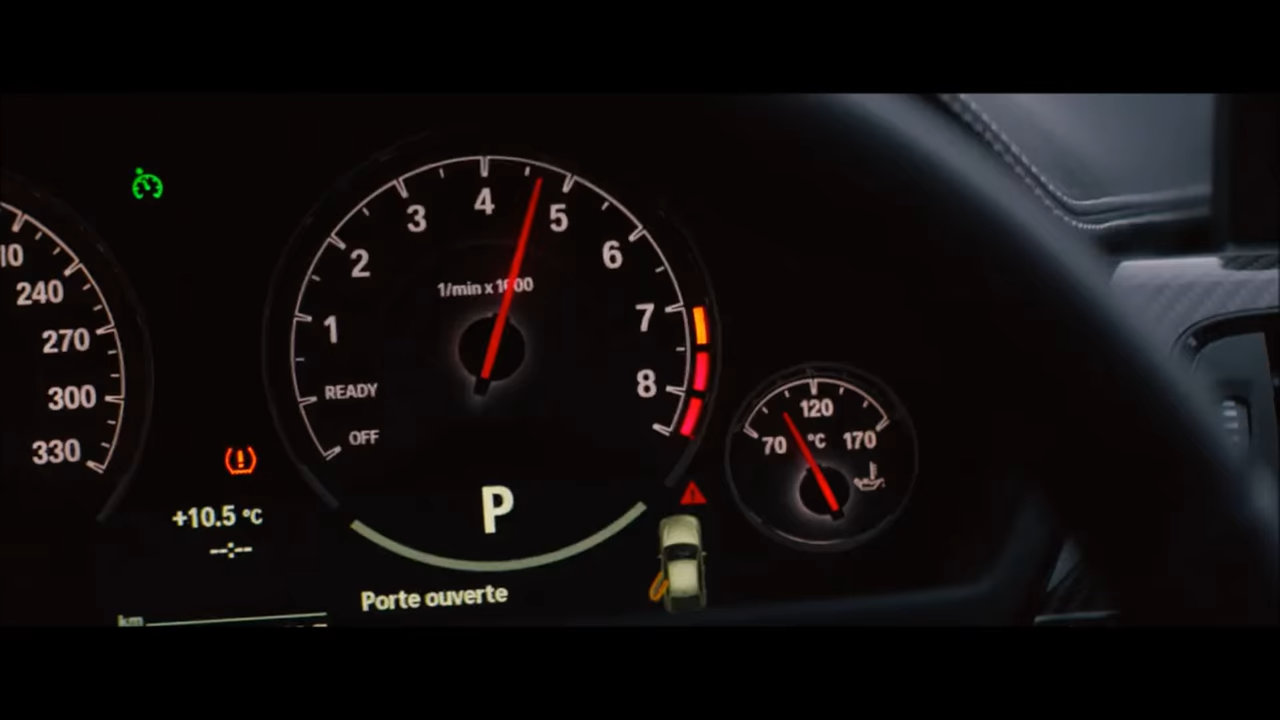 10
240
270
300
330
OFF
READY
1
2
3
4
5
6
7
8
1/min x 1000
70
120
170
°C
+10.5 °C
--:--
P
Porte ouverte
km